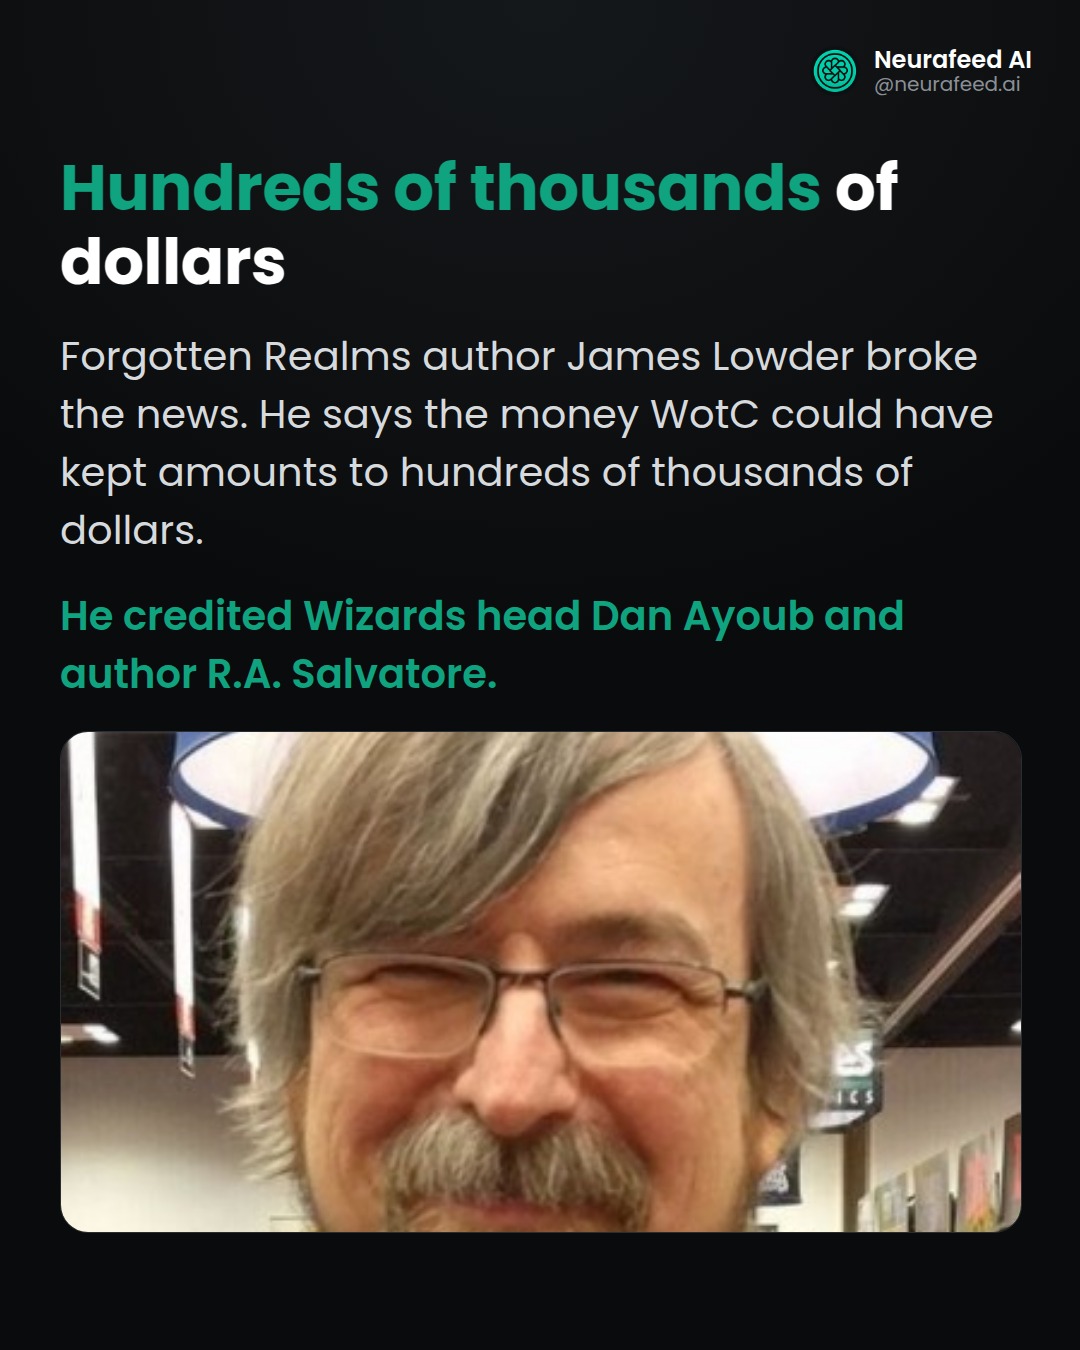 Neurafeed AI
@neurafeed.ai
Hundreds of thousands of
dollars
Forgotten Realms author James Lowder broke
the news. He says the money WotC could have
kept amounts to hundreds of thousands of
dollars.
He credited Wizards head Dan Ayoub and
author R.A. Salvatore.
ICS